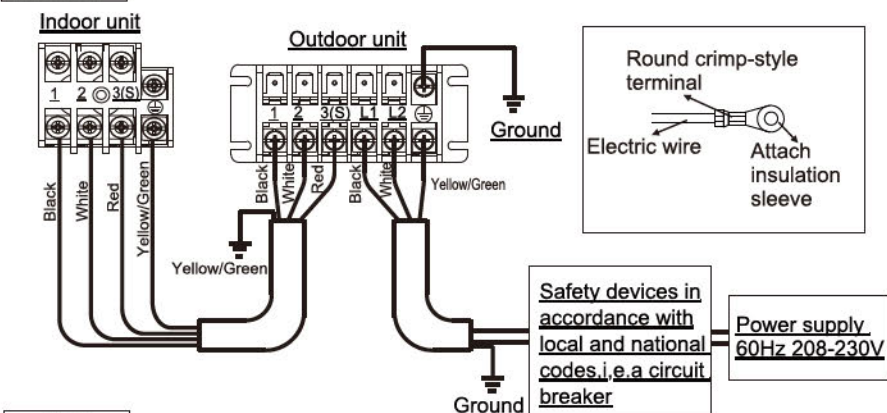 Indoor unit
1 2 3(S)
Black
White
Red
Yellow/Green
Outdoor unit
1 2 3(S) L1 L2
Ground
Black
White
Red
Black
White
Yellow/Green
Yellow/Green
Ground
Round crimp-style
terminal
Electric wire
Attach
insulation
sleeve
Safety devices in
accordance with
local and national
codes,i,e.a circuit
breaker
Power supply
60Hz 208-230V